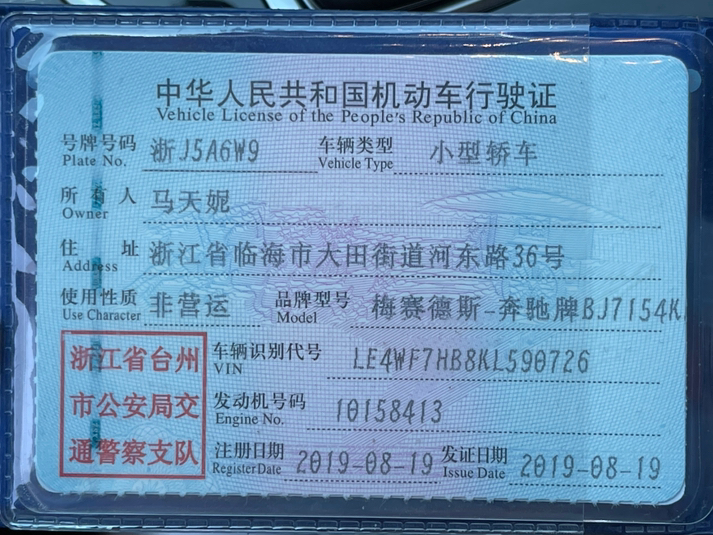 中华人民共和国机动车行驶证
Vehicle License of the People's Republic of China
号牌号码 浙J5A6W9 车辆类型 小型轿车
Plate No. Vehicle Type
所有人 马天妮
Owner
住址 浙江省临海市大田街道河东路36号
Address
使用性质 非营运 品牌型号 梅赛德斯-奔驰牌BJ7154K
Use Character Model
浙江省台州
市公安局交
通警察支队
车辆识别代号 LE4WF7HB8KL590726
VIN
发动机号码 10158413
Engine No.
注册日期 2019-08-19 发证日期 2019-08-19
Register Date Issue Date